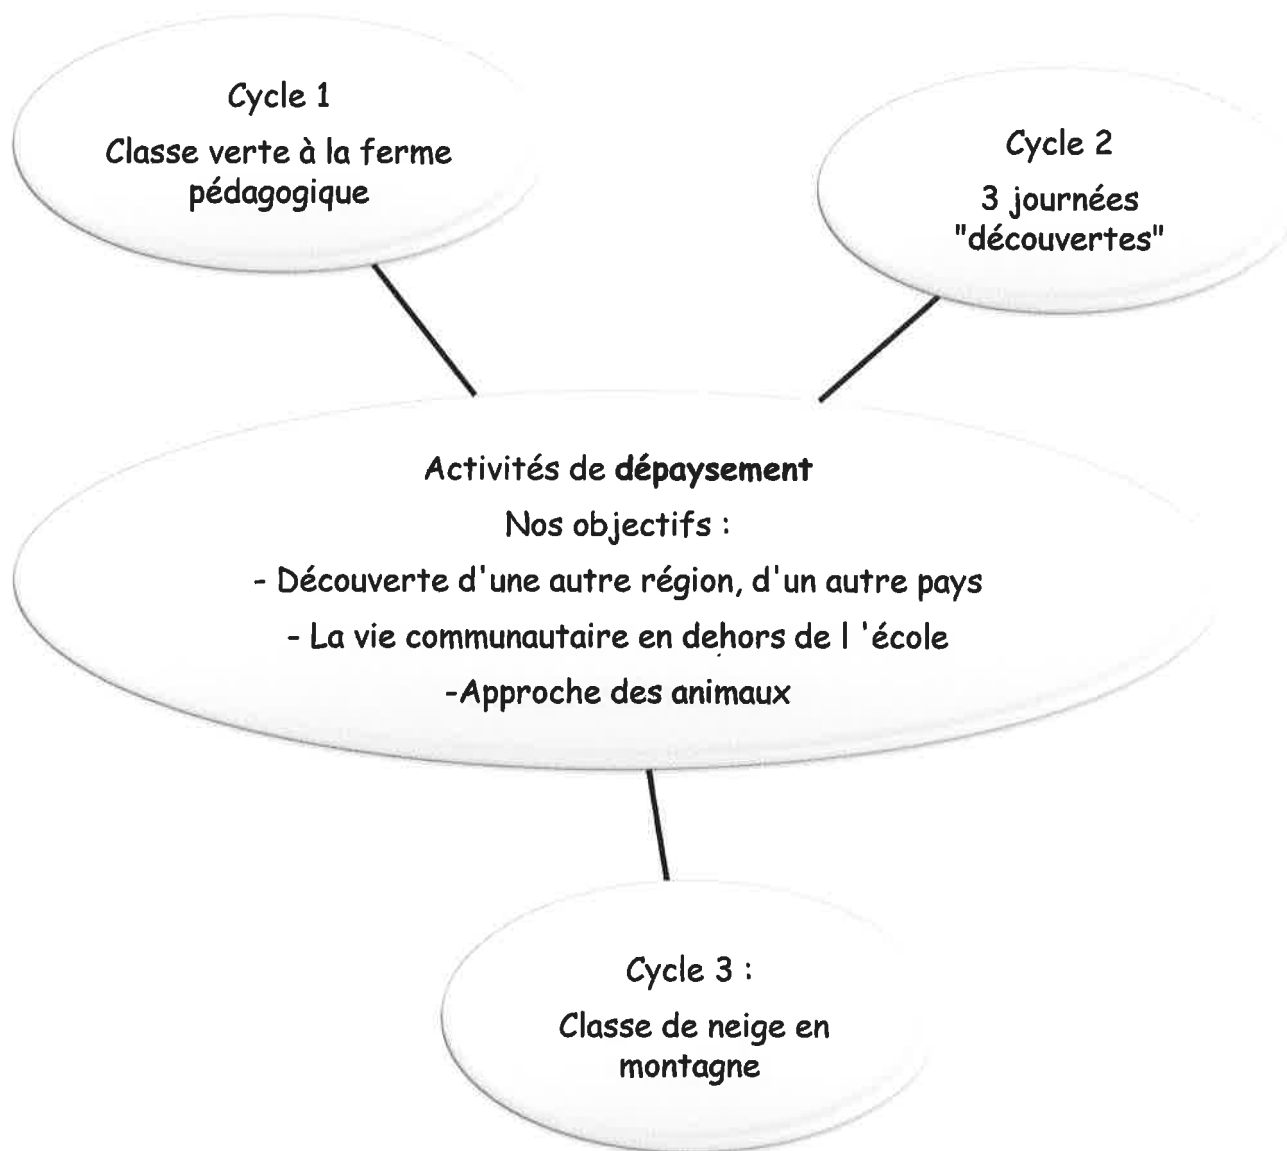 Cycle 1
Classe verte à la ferme
pédagogique
Cycle 2
3 journées
"découvertes"
Activités de dépaysement
Nos objectifs :
- Découverte d'une autre région, d'un autre pays
- La vie communautaire en dehors de l 'école
-Approche des animaux
Cycle 3 :
Classe de neige en
montagne